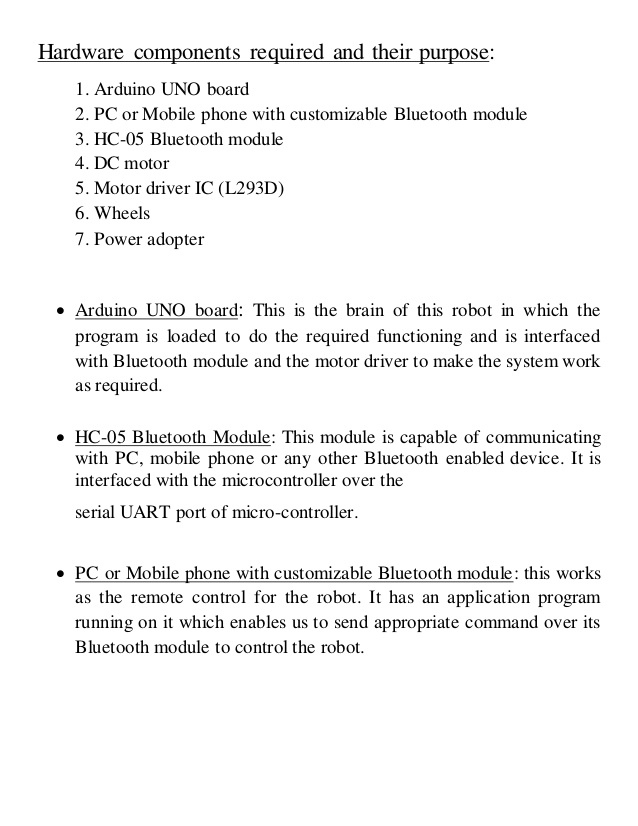 Hardware components required and their purpose:
1. Arduino UNO board
2. PC or Mobile phone with customizable Bluetooth module
3. HC-05 Bluetooth module
4. DC motor
5. Motor driver IC (L293D)
6. Wheels
7. Power adopter
• Arduino UNO board: This is the brain of this robot in which the
program is loaded to do the required functioning and is interfaced
with Bluetooth module and the motor driver to make the system work
as required.
• HC-05 Bluetooth Module: This module is capable of communicating
with PC, mobile phone or any other Bluetooth enabled device. It is
interfaced with the microcontroller over the
serial UART port of micro-controller.
• PC or Mobile phone with customizable Bluetooth module: this works
as the remote control for the robot. It has an application program
running on it which enables us to send appropriate command over its
Bluetooth module to control the robot.